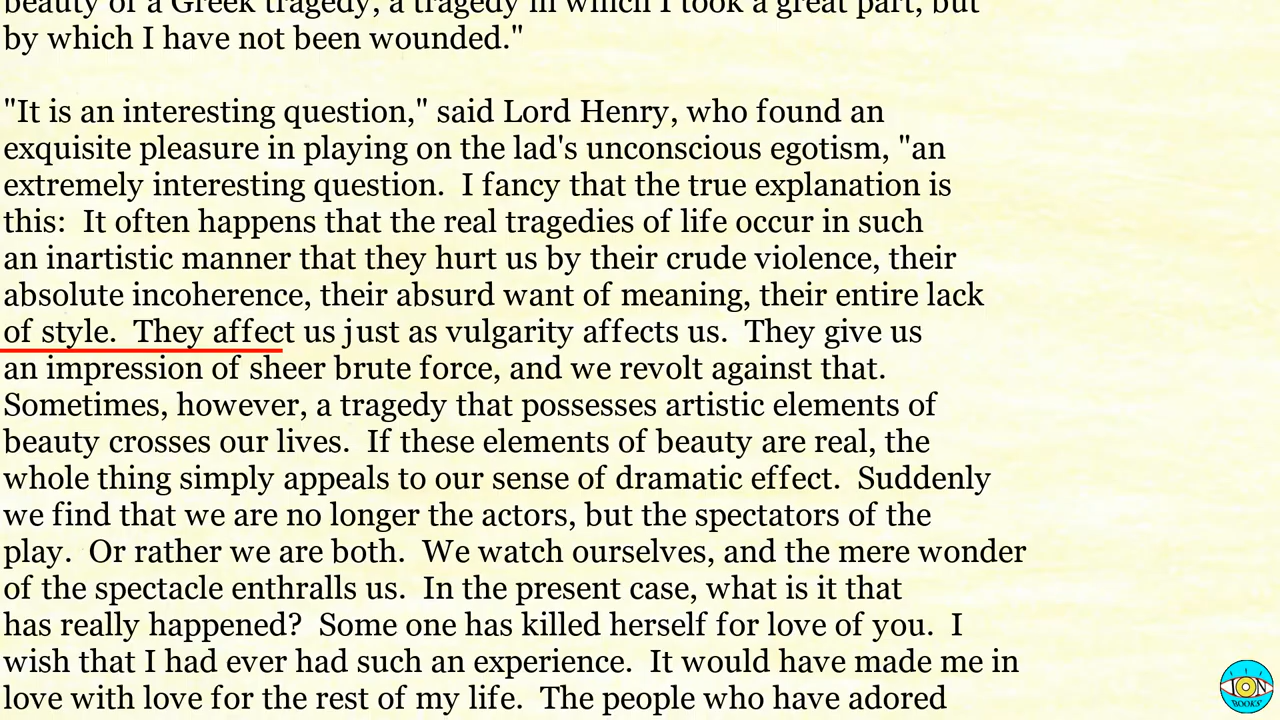 beauty of a Greek tragedy, a tragedy in which I took a great part, but
by which I have not been wounded."
"It is an interesting question," said Lord Henry, who found an
exquisite pleasure in playing on the lad's unconscious egotism, "an
extremely interesting question.  I fancy that the true explanation is
this:  It often happens that the real tragedies of life occur in such
an inartistic manner that they hurt us by their crude violence, their
absolute incoherence, their absurd want of meaning, their entire lack
of style.  They affect us just as vulgarity affects us.  They give us
an impression of sheer brute force, and we revolt against that.
Sometimes, however, a tragedy that possesses artistic elements of
beauty crosses our lives.  If these elements of beauty are real, the
whole thing simply appeals to our sense of dramatic effect.  Suddenly
we find that we are no longer the actors, but the spectators of the
play.  Or rather we are both.  We watch ourselves, and the mere wonder
of the spectacle enthralls us.  In the present case, what is it that
has really happened?  Some one has killed herself for love of you.  I
wish that I had ever had such an experience.  It would have made me in
love with love for the rest of my life.  The people who have adored
ION
BOOKS